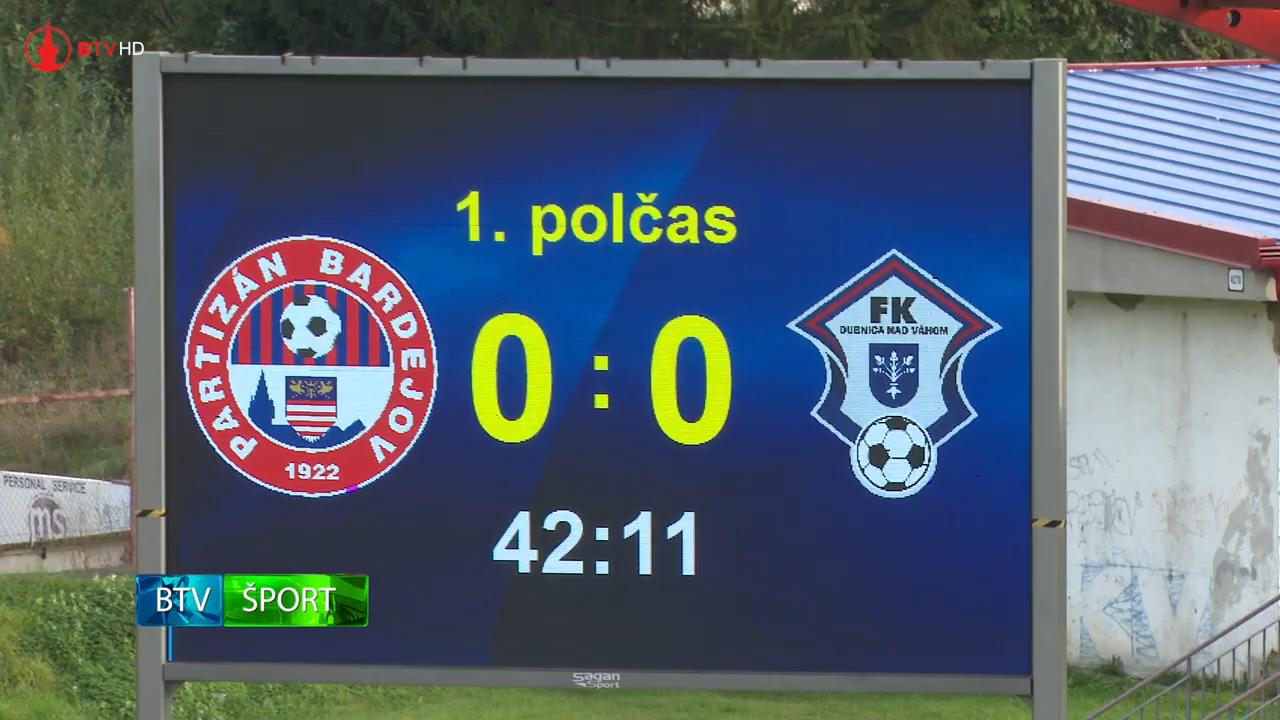 BTV HD
1. polčas
PARTIZÁN BARDEJOV
1922
0 : 0
FK
DUBNICA NAD VÁHOM
42:11
PERSONAL SERVICE
ms
BTV ŠPORT
Sagan
Sport